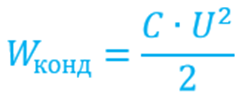 W_конд = C · U² / 2